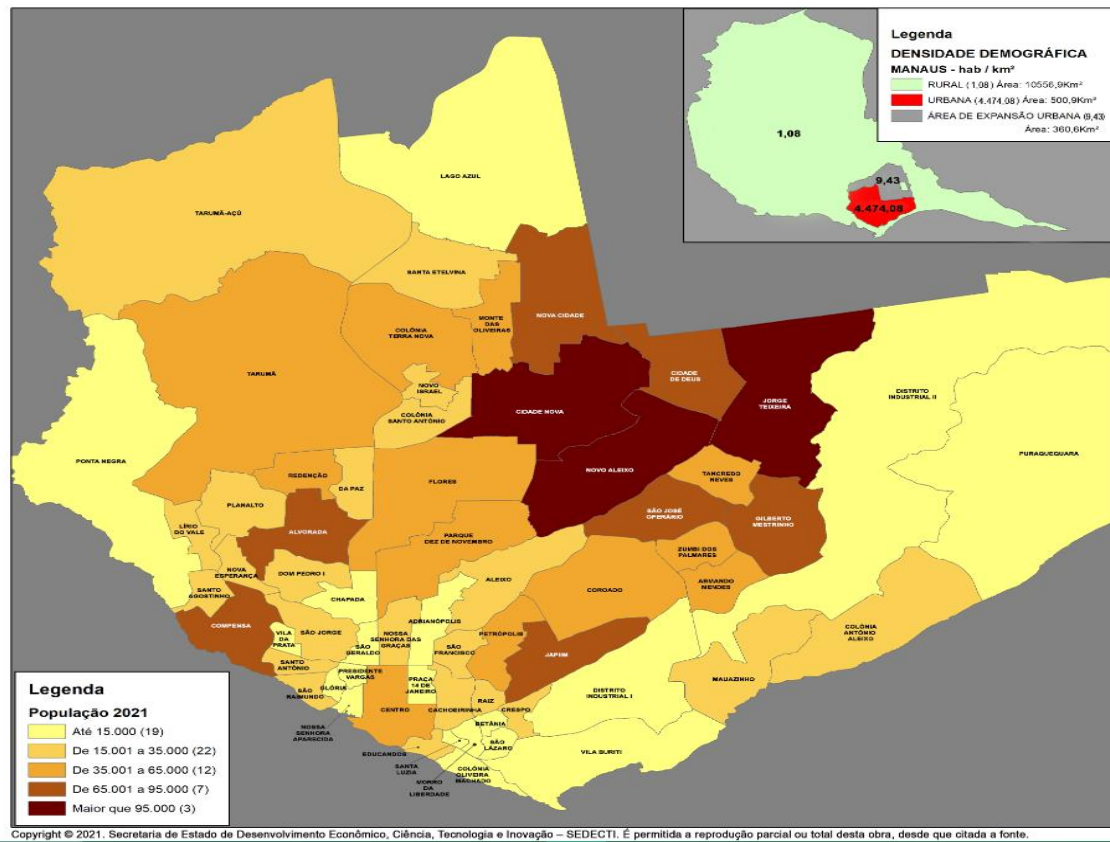 Legenda
DENSIDADE DEMOGRÁFICA
MANAUS - hab / km²
RURAL (1,08) Área: 10556,9Km²
URBANA (4.474,08) Área: 500,9Km²
ÁREA DE EXPANSÃO URBANA (9,43)
Área: 360,6Km²
1,08
9,43
4.474,08
LAGO AZUL
TARUMÃ-AÇÚ
SANTA ETELVINA
MONTE
DAS
OLIVEIRAS
NOVA CIDADE
COLÔNIA
TERRA NOVA
TARUMÃ
NOVO
ISRAEL
CIDADE
DE DEUS
JORGE
TEIXEIRA
DISTRITO
INDUSTRIAL II
CIDADE NOVA
COLÔNIA
SANTO ANTÔNIO
PURAQUEQUARA
PONTA NEGRA
REDENÇÃO
DA PAZ
FLORES
NOVO ALEIXO
TANCREDO
NEVES
PLANALTO
LÍRIO
DO VALE
ALVORADA
SÃO JOSÉ
OPERÁRIO
GILBERTO
MESTRINHO
PARQUE
DEZ DE NOVEMBRO
ZUMBI DOS
PALMARES
NOVA
ESPERANÇA
DOM PEDRO I
ALEIXO
COROADO
ARMANDO
MENDES
SANTO
AGOSTINHO
CHAPADA
ADRIANÓPOLIS
COMPENSA
VILA
DA
PRATA
SÃO JORGE
SÃO
GERALDO
NOSSA
SENHORA DAS
GRAÇAS
SÃO
FRANCISCO
PETRÓPOLIS
JAPIIM
COLÔNIA
ANTÔNIO
ALEIXO
SANTO
ANTÔNIO
PRESIDENTE
VARGAS
PRAÇA
14 DE
JANEIRO
MAUAZINHO
SÃO
RAIMUNDO
GLÓRIA
CENTRO
CACHOEIRINHA
RAIZ
CRESPO
DISTRITO
INDUSTRIAL I
NOSSA
SENHORA
APARECIDA
BETÂNIA
SÃO
LÁZARO
VILA BURITI
EDUCANDOS
SANTA
LUZIA
MORRO
DA
LIBERDADE
COLÔNIA
OLIVEIRA
MACHADO
Legenda
População 2021
Até 15.000 (19)
De 15.001 a 35.000 (22)
De 35.001 a 65.000 (12)
De 65.001 a 95.000 (7)
Maior que 95.000 (3)
Copyright © 2021. Secretaria de Estado de Desenvolvimento Econômico, Ciência, Tecnologia e Inovação – SEDECTI. É permitida a reprodução parcial ou total desta obra, desde que citada a fonte.